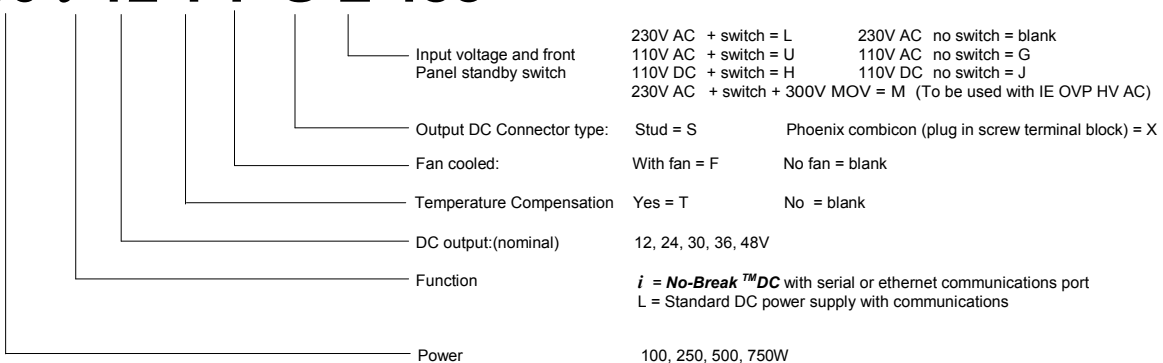 230V AC + switch = L 230V AC no switch = blank
Input voltage and front 110V AC + switch = U 110V AC no switch = G
Panel standby switch 110V DC + switch = H 110V DC no switch = J
230V AC + switch + 300V MOV = M (To be used with IE OVP HV AC)
Output DC Connector type: Stud = S Phoenix combicon (plug in screw terminal block) = X
Fan cooled: With fan = F No fan = blank
Temperature Compensation Yes = T No = blank
DC output:(nominal) 12, 24, 30, 36, 48V
Function i = No-Break ™DC with serial or ethernet communications port
L = Standard DC power supply with communications
Power 100, 250, 500, 750W